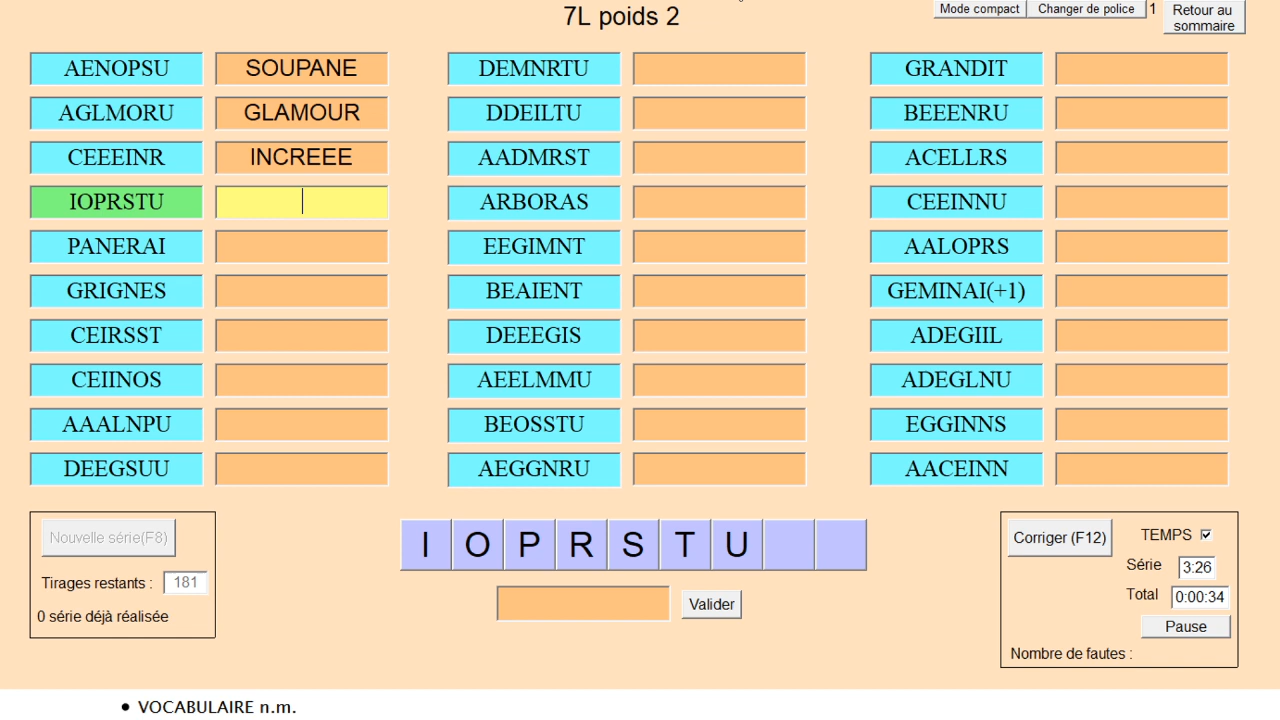 7L poids 2
Mode compact
Changer de police
1
Retour au
sommaire
AENOPSU SOUPANE DEMNRTU GRANDIT
AGLMORU GLAMOUR DDEILTU BEEENRU
CEEEINR INCREEE AADMRST ACELLRS
IOPRSTU ARBORAS CEEINNU
PANERAI EEGIMNT AALOPRS
GRIGNES BEAIENT GEMINAI(+1)
CEIRSST DEEEGIS ADEGIIL
CEIINOS AEELMMU ADEGLNU
AAALNPU BEOSSTU EGGINNS
DEEGSUU AEGGNRU AACEINN
Nouvelle série(F8)
Tirages restants : 181
0 série déjà réalisée
I O P R S T U
Valider
Corriger (F12)
TEMPS
Série 3:26
Total 0:00:34
Pause
Nombre de fautes :
• VOCABULAIRE n.m.